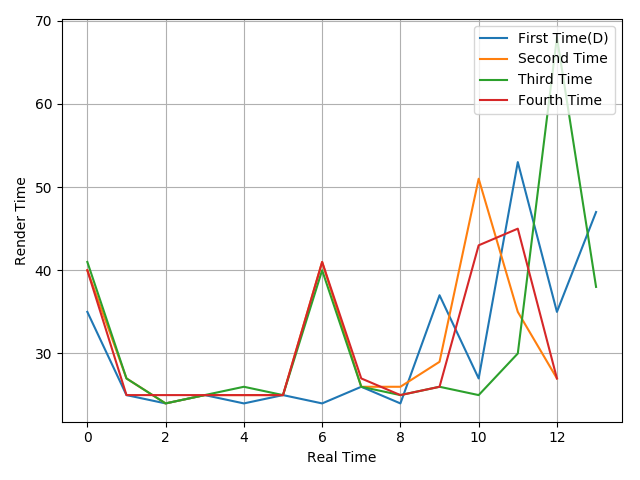 70
60
50
40
30
Render Time
0 2 4 6 8 10 12
Real Time
First Time(D)
Second Time
Third Time
Fourth Time